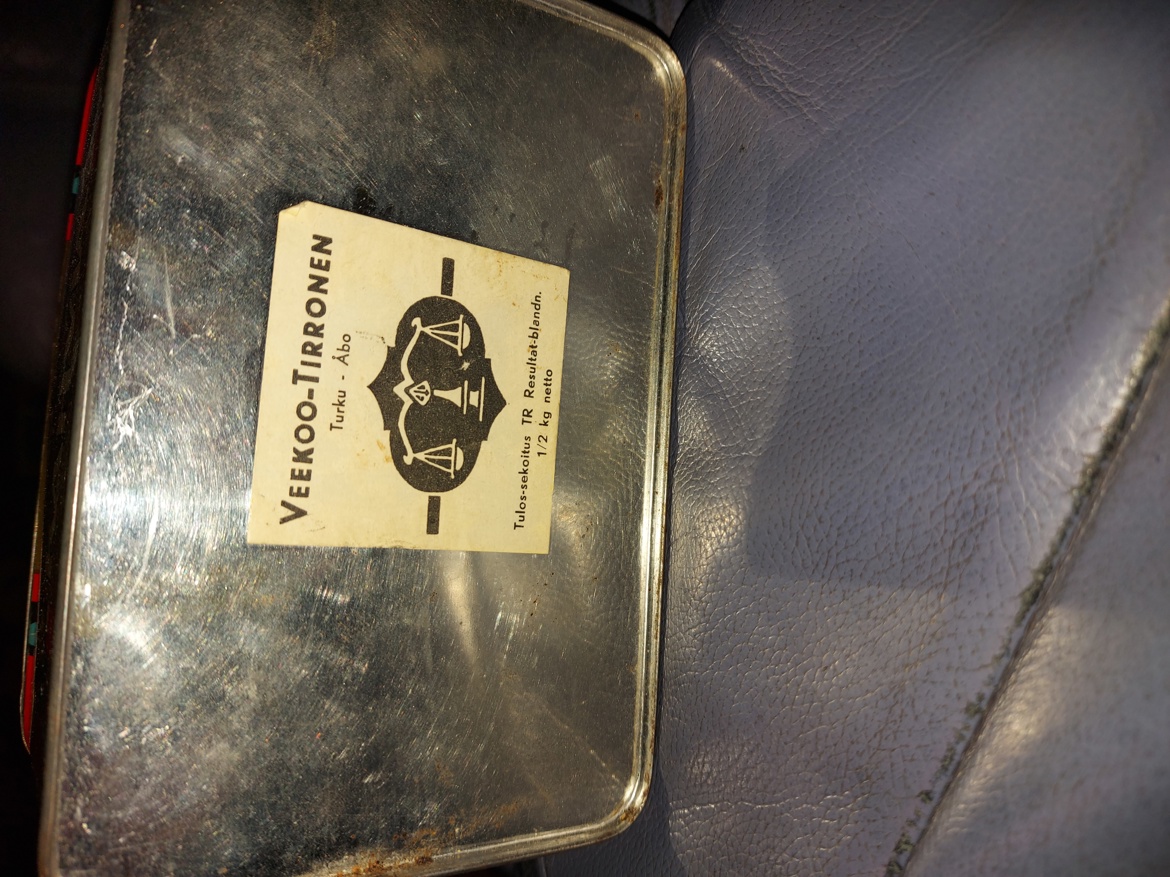 VEEKOO-TIRRONEN
Turku - Åbo
Tulos-sekoitus TR Resultat-blandn.
1/2 kg netto